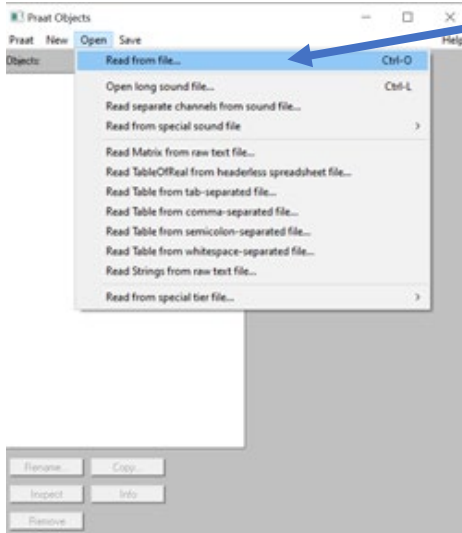 Praat Objects
Praat New Open Save Help
Objects:
Read from file... Ctrl-O
Open long sound file... Ctrl-L
Read separate channels from sound file...
Read from special sound file
Read Matrix from raw text file...
Read TableOfReal from headerless spreadsheet file...
Read Table from tab-separated file...
Read Table from comma-separated file...
Read Table from semicolon-separated file...
Read Table from whitespace-separated file...
Read Strings from raw text file...
Read from special tier file...
Rename... Copy...
Inspect Info
Remove